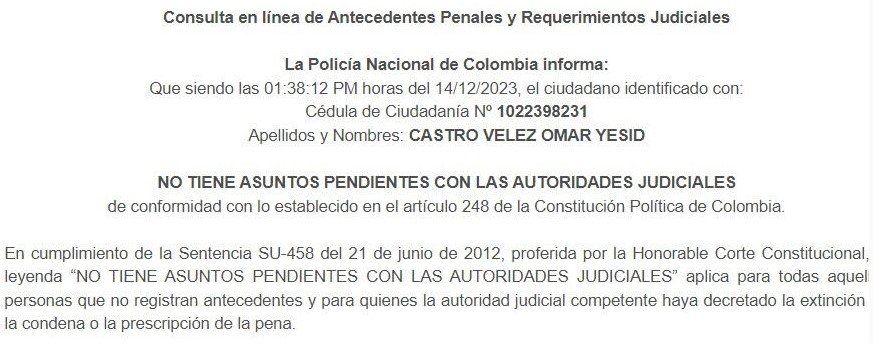 Consulta en línea de Antecedentes Penales y Requerimientos Judiciales
La Policía Nacional de Colombia informa:
Que siendo las 01:38:12 PM horas del 14/12/2023, el ciudadano identificado con:
Cédula de Ciudadanía Nº 1022398231
Apellidos y Nombres: CASTRO VELEZ OMAR YESID
NO TIENE ASUNTOS PENDIENTES CON LAS AUTORIDADES JUDICIALES
de conformidad con lo establecido en el artículo 248 de la Constitución Política de Colombia.
En cumplimiento de la Sentencia SU-458 del 21 de junio de 2012, proferida por la Honorable Corte Constitucional,
leyenda “NO TIENE ASUNTOS PENDIENTES CON LAS AUTORIDADES JUDICIALES” aplica para todas aquel
personas que no registran antecedentes y para quienes la autoridad judicial competente haya decretado la extinción
la condena o la prescripción de la pena.